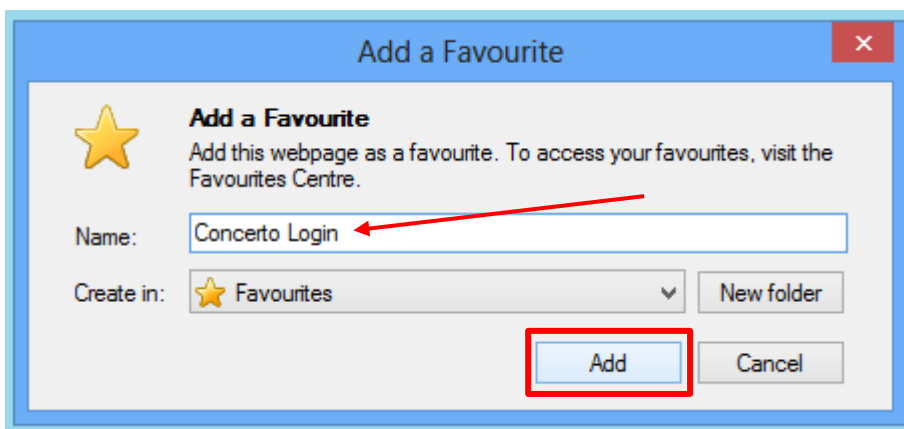 Add a Favourite
Add a Favourite
Add this webpage as a favourite. To access your favourites, visit the
Favourites Centre.
Name: Concerto Login
Create in: Favourites New folder
Add Cancel